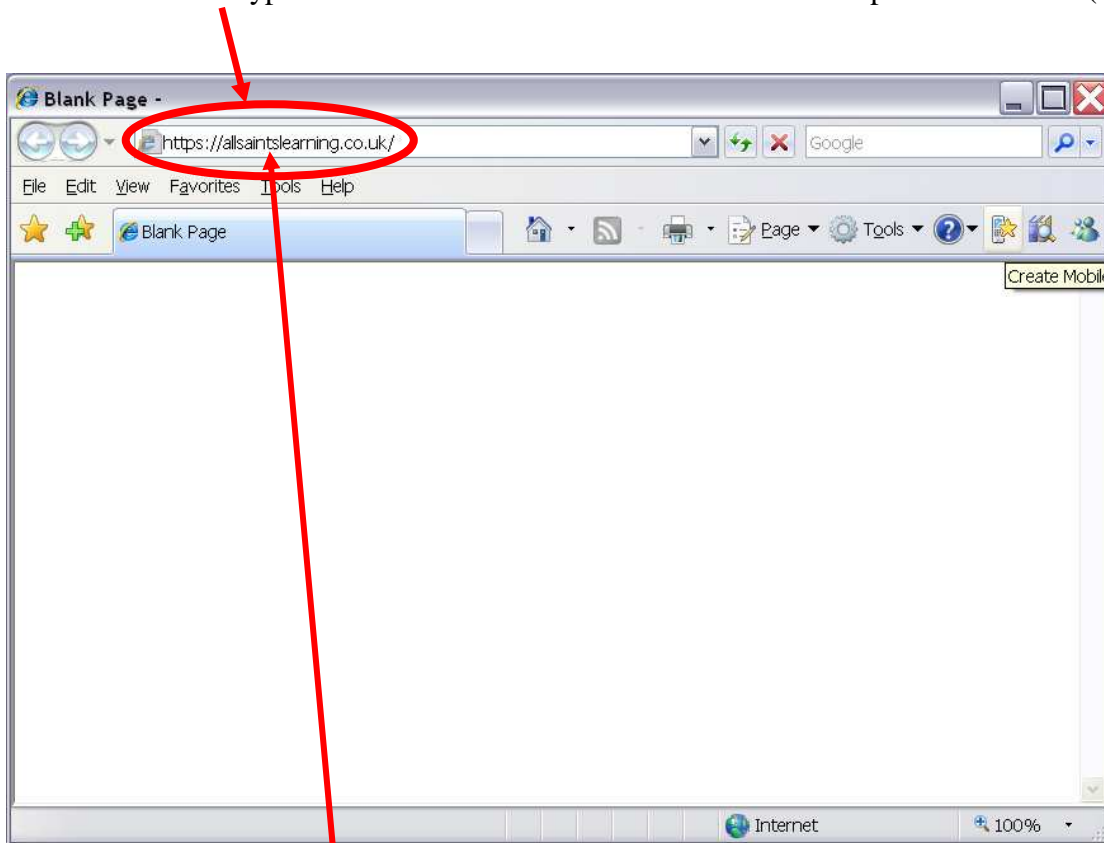 Blank Page -
https://allsaintslearning.co.uk/
Google
File Edit View Favorites Tools Help
Blank Page
Page Tools
Create Mobile
Internet
100%